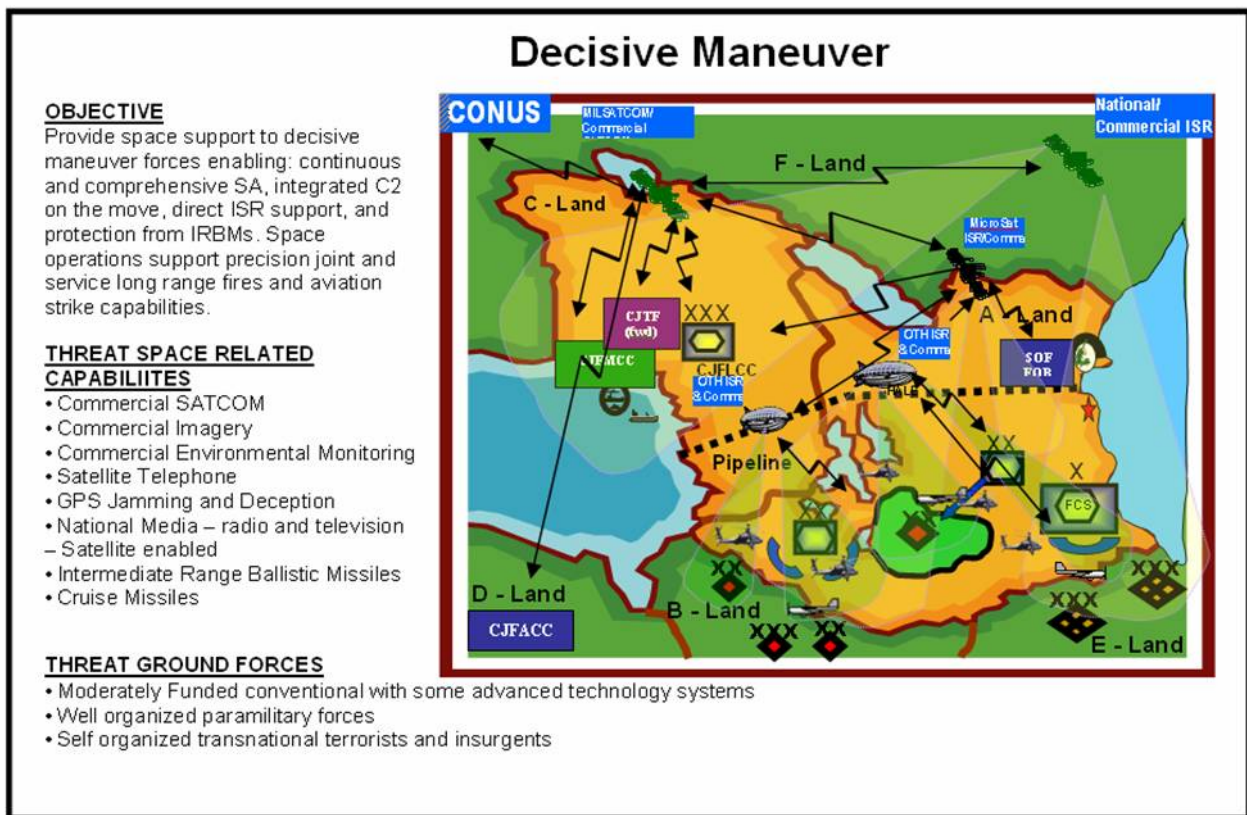 Decisive Maneuver
OBJECTIVE
Provide space support to decisive
maneuver forces enabling: continuous
and comprehensive SA, integrated C2
on the move, direct ISR support, and
protection from IRBMs. Space
operations support precision joint and
service long range fires and aviation
strike capabilities.
THREAT SPACE RELATED
CAPABILIITES
• Commercial SATCOM
• Commercial Imagery
• Commercial Environmental Monitoring
• Satellite Telephone
• GPS Jamming and Deception
• National Media – radio and television
– Satellite enabled
• Intermediate Range Ballistic Missiles
• Cruise Missiles
THREAT GROUND FORCES
• Moderately Funded conventional with some advanced technology systems
• Well organized paramilitary forces
• Self organized transnational terrorists and insurgents
CONUS
MILSATCOM/
Commercial
National/
Commercial ISR
F - Land
C - Land
MicroSat
ISR/Comms
A - Land
CJTF
(fwd)
XXX
CJFLCC
CJFMCC
OTH ISR
& Comms
OTH ISR
& Comms
SOF
FOB
Pipeline
XX
X
FCS
XX
XX
XX
B - Land
XXX
XX
XXX
XXX
D - Land
CJFACC
E - Land